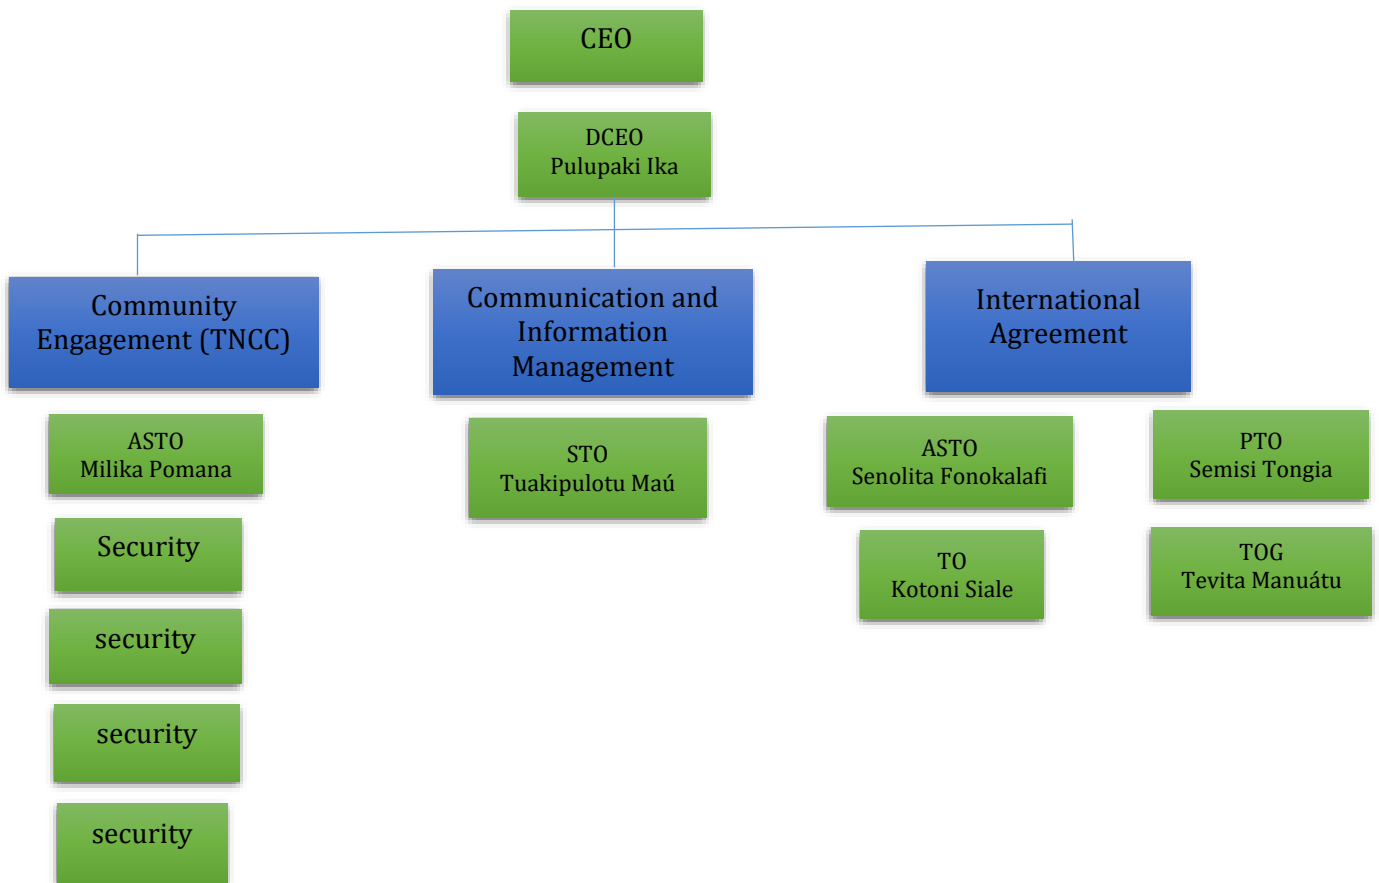 CEO
DCEO
Pulupaki Ika
Community
Engagement (TNCC)
Communication and
Information
Management
International
Agreement
ASTO
Milika Pomana
STO
Tuakipulotu Maú
ASTO
Senolita Fonokalafi
PTO
Semisi Tongia
Security
TO
Kotoni Siale
TOG
Tevita Manuátu
security
security
security